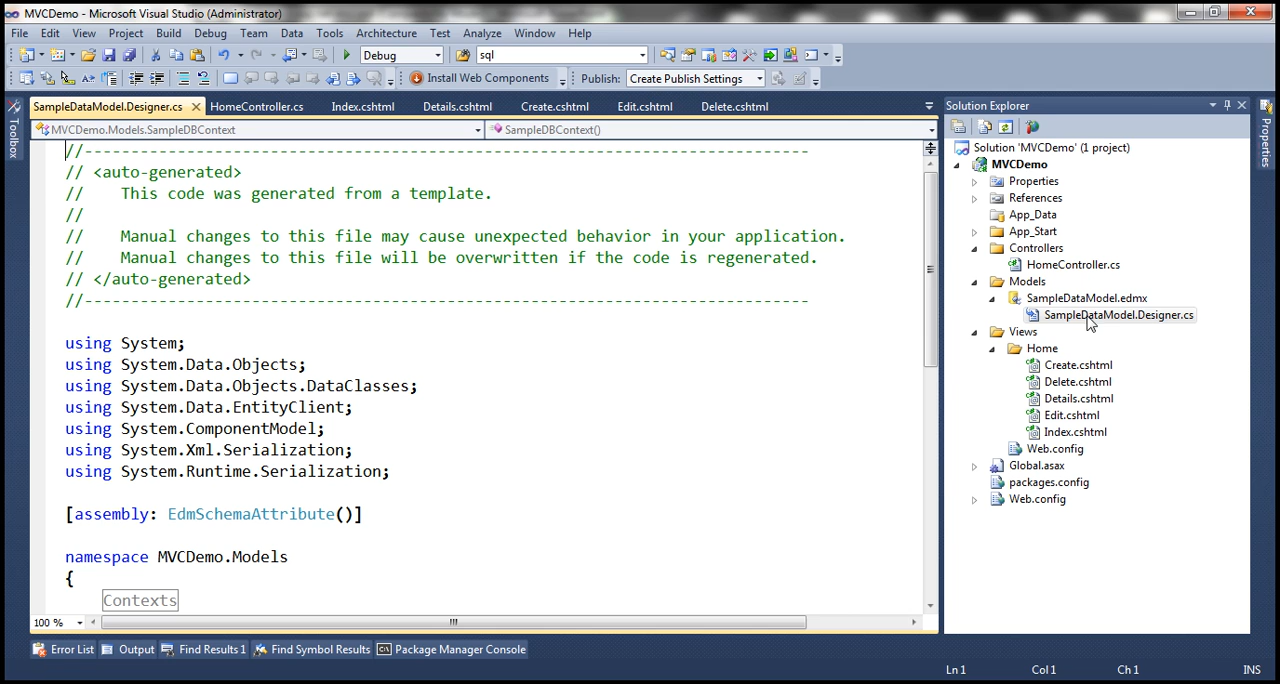 MVCDemo - Microsoft Visual Studio (Administrator)
File Edit View Project Build Debug Team Data Tools Architecture Test Analyze Window Help
Debug sql
Install Web Components Publish: Create Publish Settings
SampleDataModel.Designer.cs HomeController.cs Index.cshtml Details.cshtml Create.cshtml Edit.cshtml Delete.cshtml
MVCDemo.Models.SampleDBContext SampleDBContext()
Toolbox
//------------------------------------------------------------------------------
// <auto-generated>
//    This code was generated from a template.
//
//    Manual changes to this file may cause unexpected behavior in your application.
//    Manual changes to this file will be overwritten if the code is regenerated.
// </auto-generated>
//------------------------------------------------------------------------------
using System;
using System.Data.Objects;
using System.Data.Objects.DataClasses;
using System.Data.EntityClient;
using System.ComponentModel;
using System.Xml.Serialization;
using System.Runtime.Serialization;
[assembly: EdmSchemaAttribute()]
namespace MVCDemo.Models
{
Contexts
100 %
Solution Explorer
Solution 'MVCDemo' (1 project)
MVCDemo
Properties
References
App_Data
App_Start
Controllers
HomeController.cs
Models
SampleDataModel.edmx
SampleDataModel.Designer.cs
Views
Home
Create.cshtml
Delete.cshtml
Details.cshtml
Edit.cshtml
Index.cshtml
Web.config
Global.asax
packages.config
Web.config
Properties
Error List Output Find Results 1 Find Symbol Results Package Manager Console
Ln 1 Col 1 Ch 1 INS